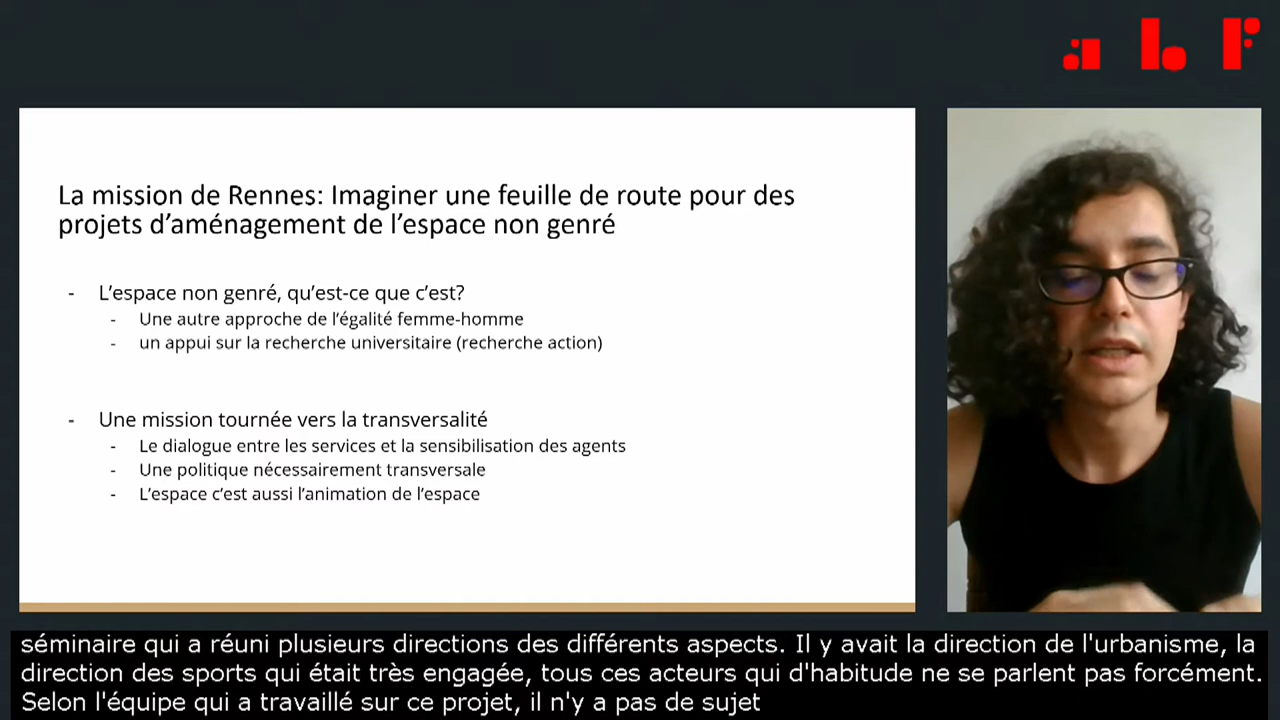 abf
La mission de Rennes: Imaginer une feuille de route pour des
projets d'aménagement de l'espace non genré
- L'espace non genré, qu'est-ce que c'est?
- Une autre approche de l'égalité femme-homme
- un appui sur la recherche universitaire (recherche action)
- Une mission tournée vers la transversalité
- Le dialogue entre les services et la sensibilisation des agents
- Une politique nécessairement transversale
- L'espace c'est aussi l'animation de l'espace
séminaire qui a réuni plusieurs directions des différents aspects. Il y avait la direction de l'urbanisme, la
direction des sports qui était très engagée, tous ces acteurs qui d'habitude ne se parlent pas forcément.
Selon l'équipe qui a travaillé sur ce projet, il n'y a pas de sujet